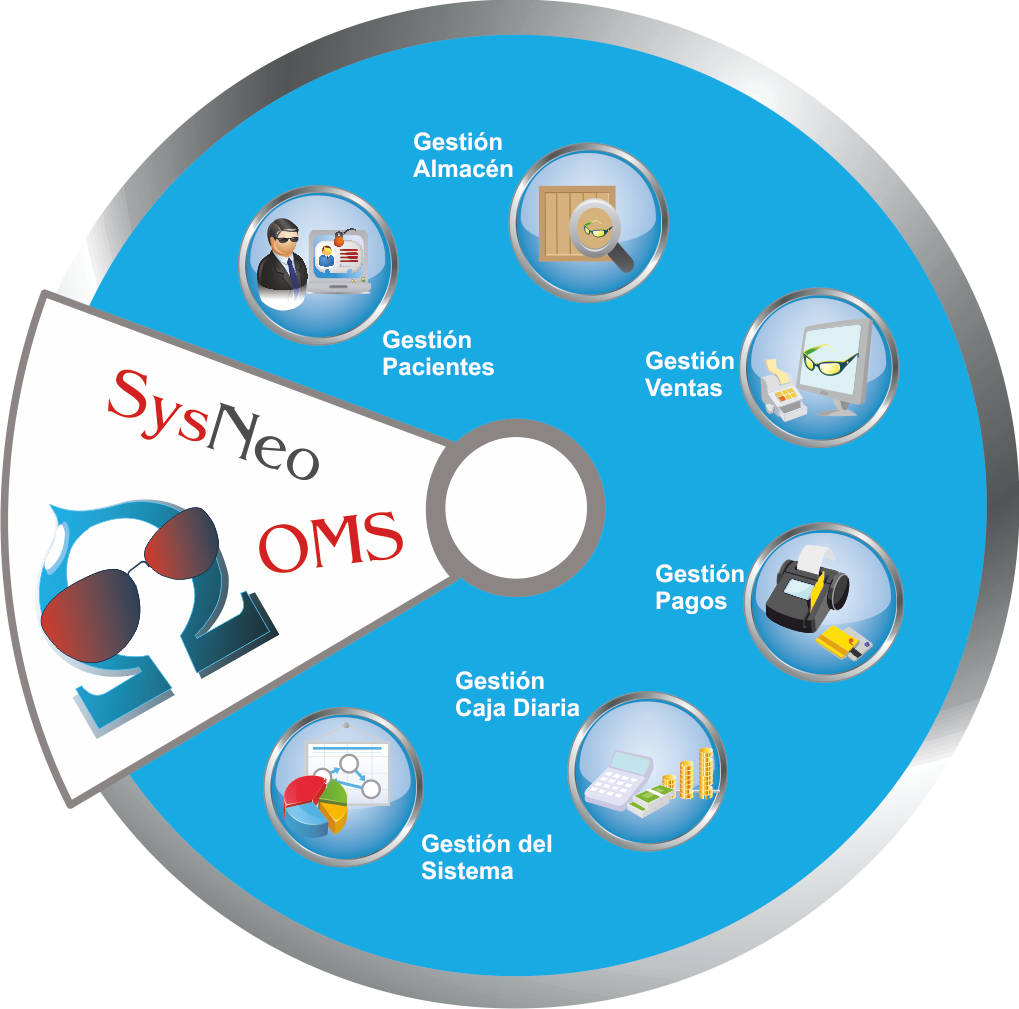 Gestión
Almacén
Gestión
Pacientes
Gestión
Ventas
SysNeo
OMS
Gestión
Pagos
Gestión
Caja Diaria
Gestión del
Sistema